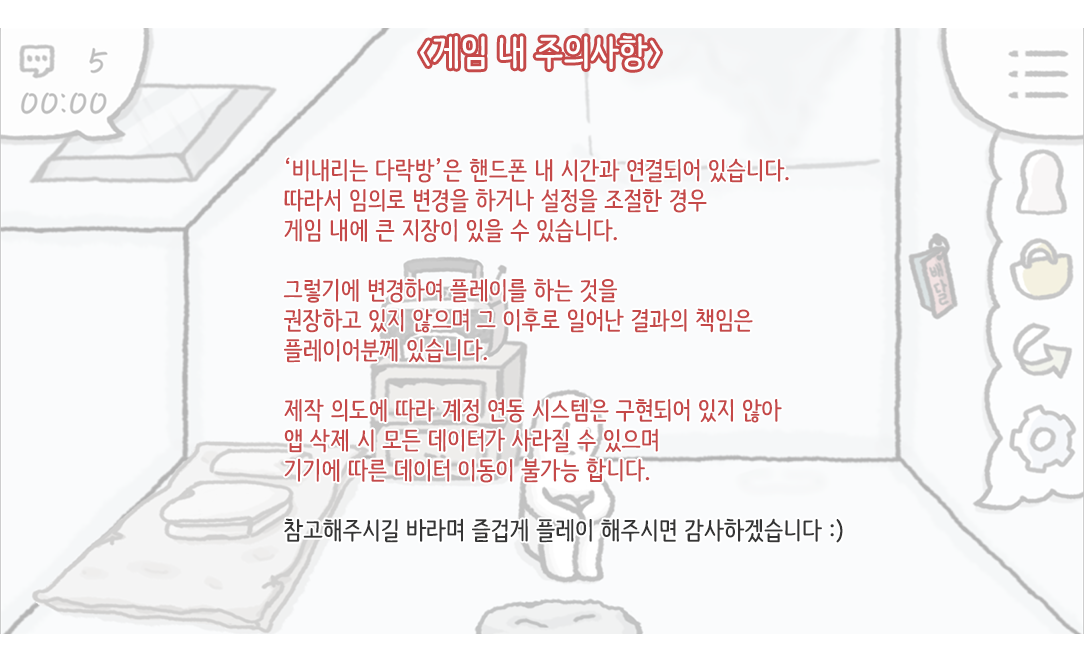 <게임 내 주의사항>
5
00:00
'비내리는 다락방'은 핸드폰 내 시간과 연결되어 있습니다.
따라서 임의로 변경을 하거나 설정을 조절한 경우
게임 내에 큰 지장이 있을 수 있습니다.
배달
그렇기에 변경하여 플레이를 하는 것을
권장하고 있지 않으며 그 이후로 일어난 결과의 책임은
플레이어분께 있습니다.
제작 의도에 따라 계정 연동 시스템은 구현되어 있지 않아
앱 삭제 시 모든 데이터가 사라질 수 있으며
기기에 따른 데이터 이동이 불가능 합니다.
참고해주시길 바라며 즐겁게 플레이 해주시면 감사하겠습니다 :)